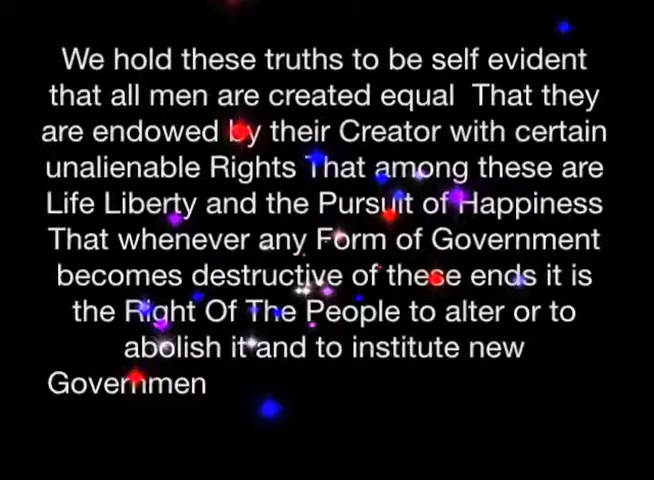 We hold these truths to be self evident
that all men are created equal  That they
are endowed by their Creator with certain
unalienable Rights That among these are
Life Liberty and the Pursuit of Happiness
That whenever any Form of Government
becomes destructive of these ends it is
the Right Of The People to alter or to
abolish it and to institute new
Governmen